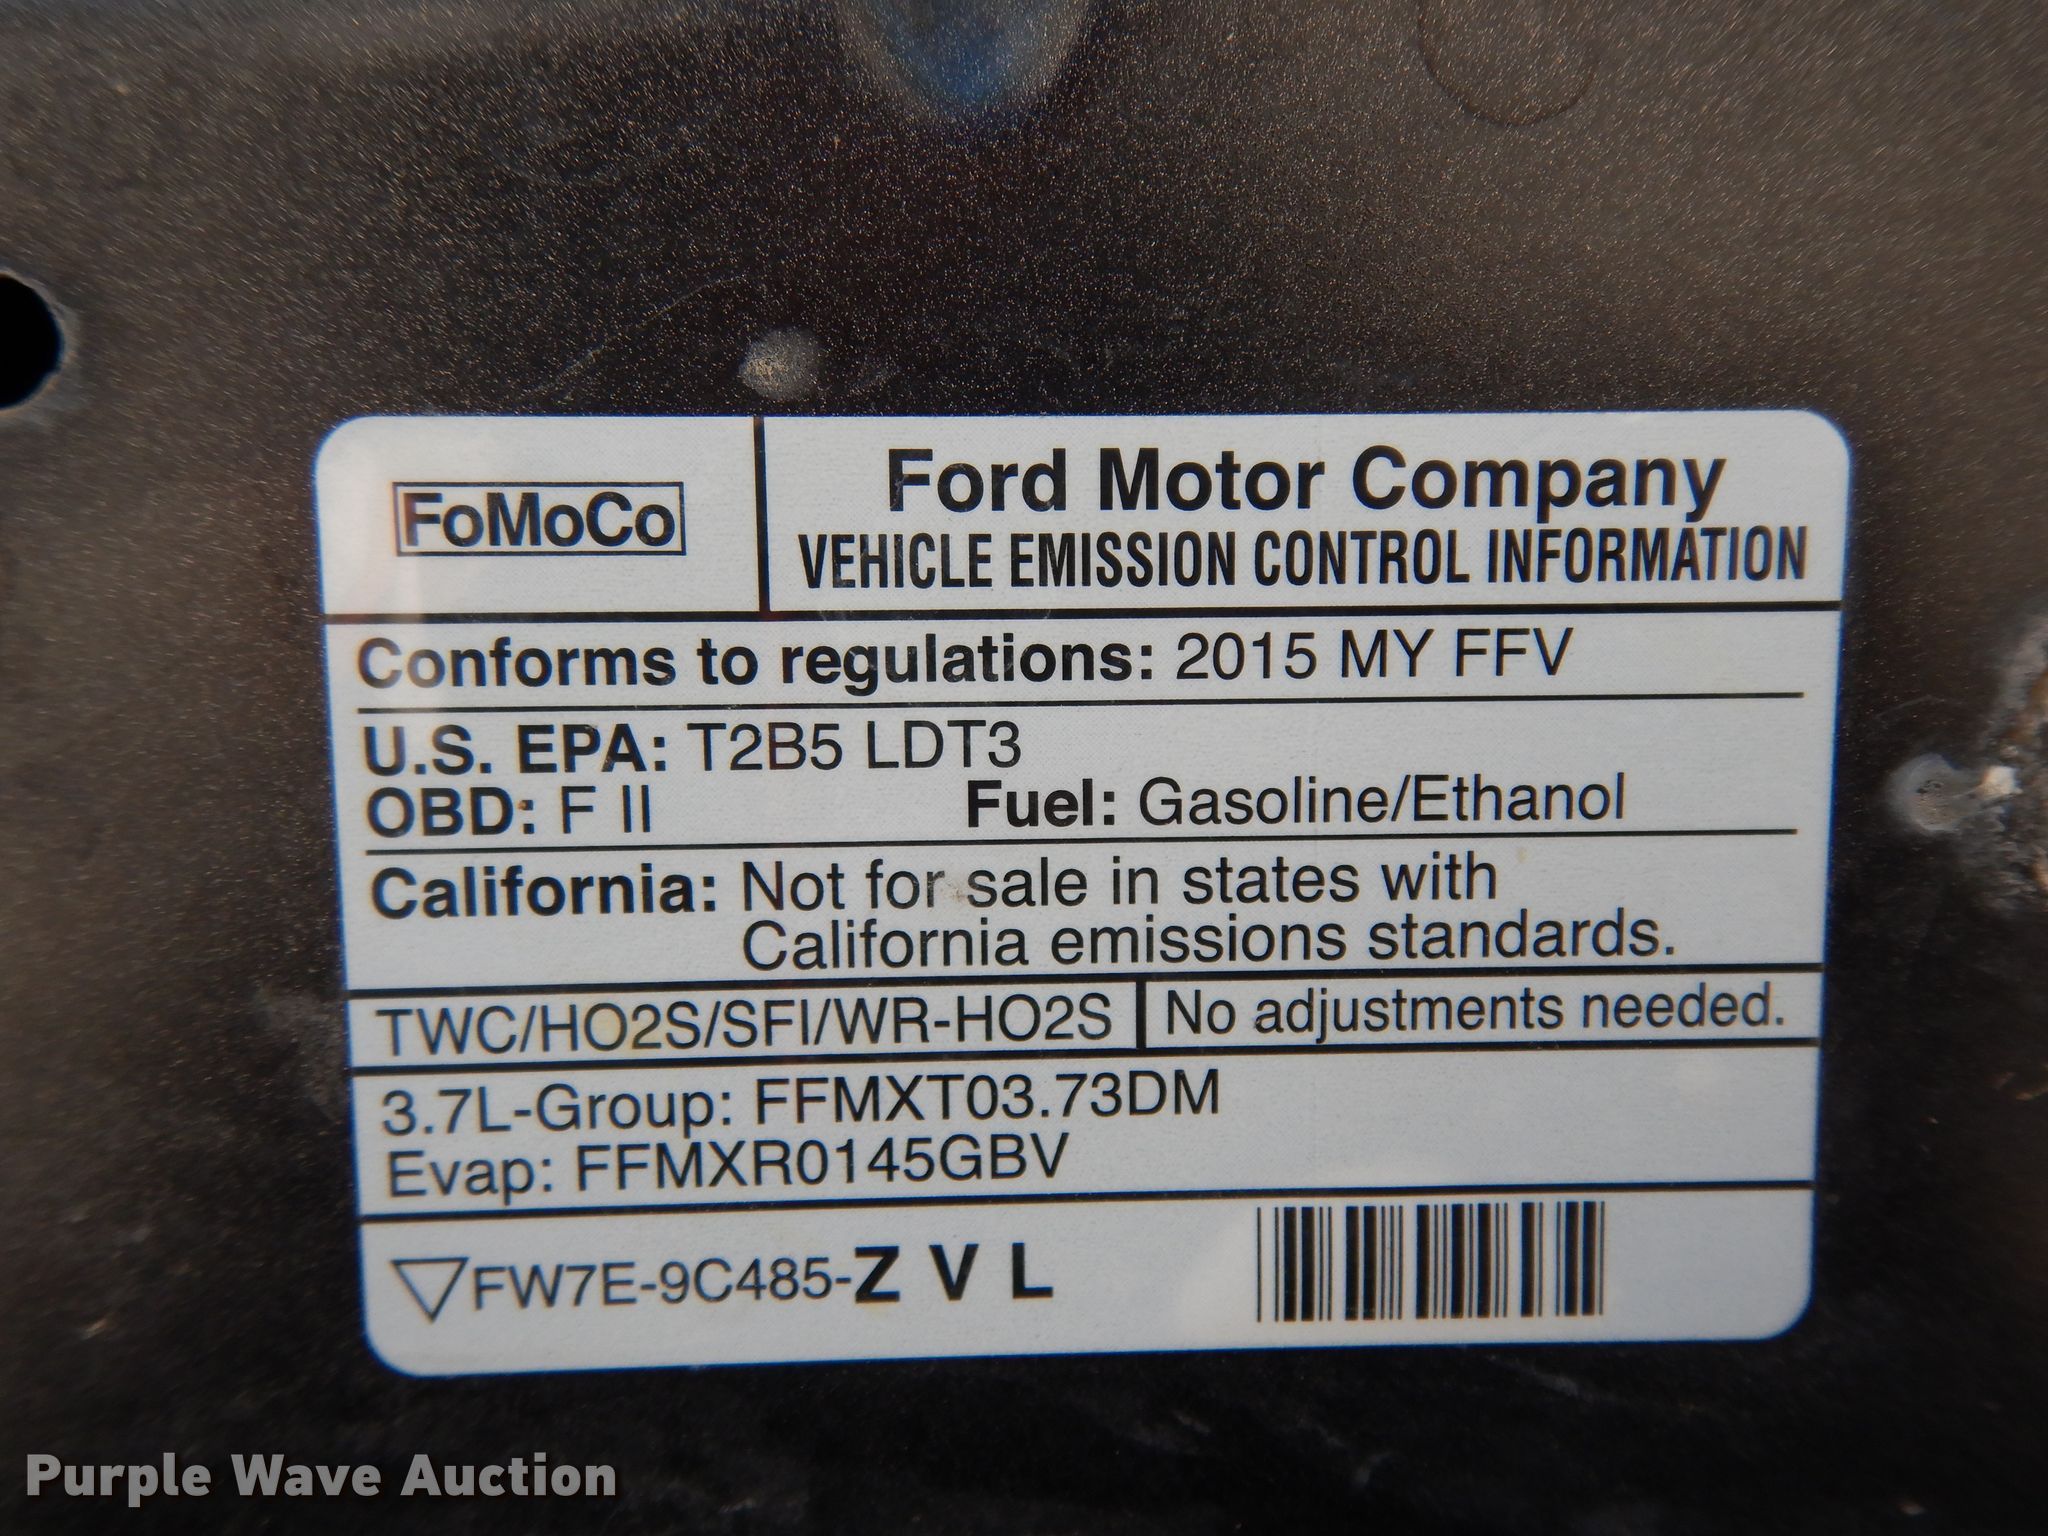 FoMoCo
Ford Motor Company
VEHICLE EMISSION CONTROL INFORMATION
Conforms to regulations: 2015 MY FFV
U.S. EPA: T2B5 LDT3
OBD: F II Fuel: Gasoline/Ethanol
California: Not for sale in states with
California emissions standards.
TWC/HO2S/SFI/WR-HO2S No adjustments needed.
3.7L-Group: FFMXT03.73DM
Evap: FFMXR0145GBV
▽FW7E-9C485-Z V L
Purple Wave Auction